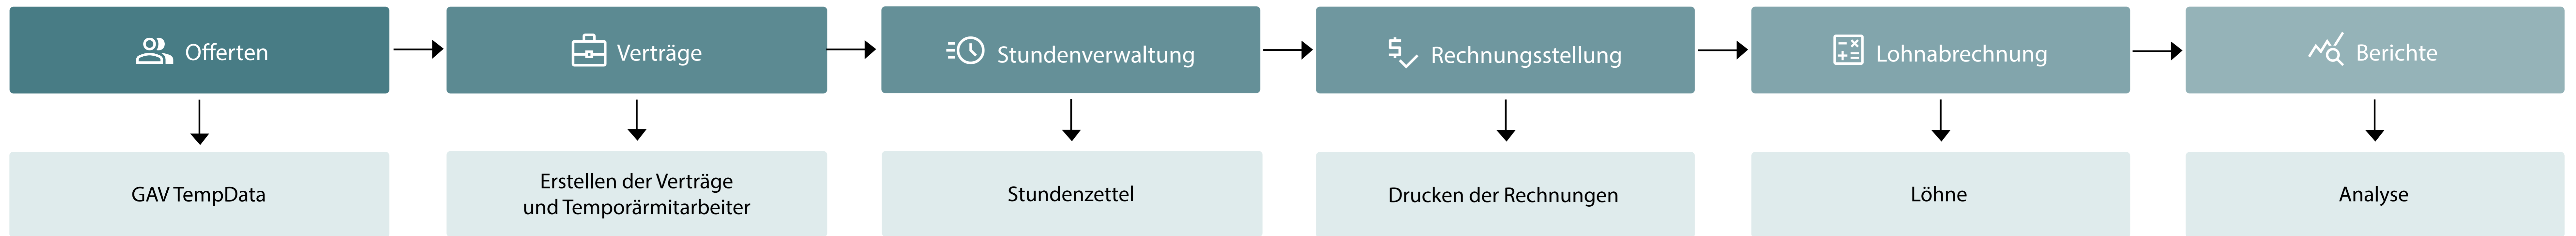 Offerten
Verträge
Stundenverwaltung
Rechnungsstellung
Lohnabrechnung
Berichte
GAV TempData
Erstellen der Verträge
und Temporärmitarbeiter
Stundenzettel
Drucken der Rechnungen
Löhne
Analyse